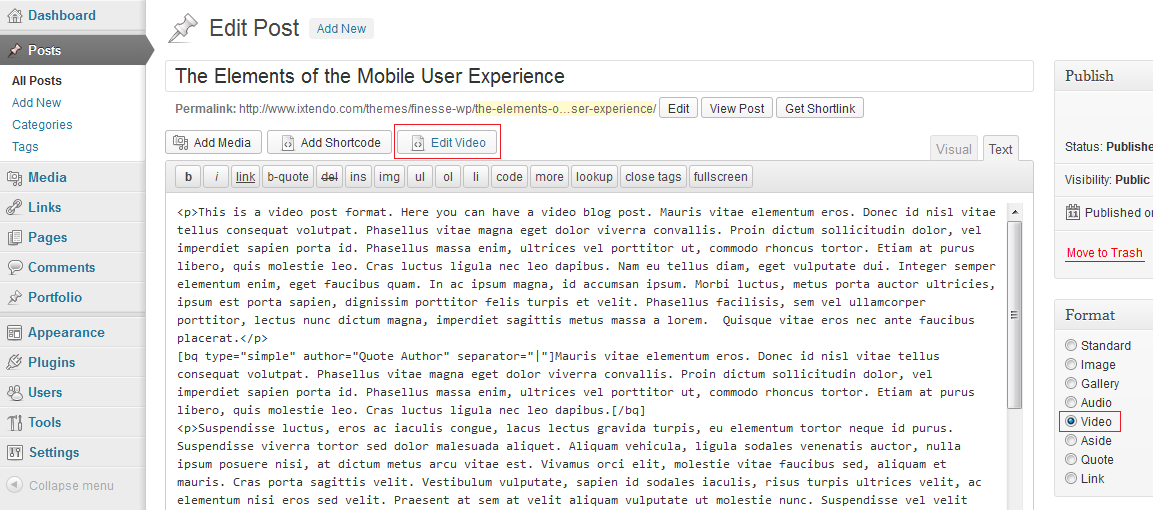 Dashboard
Posts
All Posts
Add New
Categories
Tags
Media
Links
Pages
Comments
Portfolio
Appearance
Plugins
Users
Tools
Settings
Collapse menu
Edit Post Add New
The Elements of the Mobile User Experience
Permalink: http://www.ixtendo.com/themes/finesse-wp/the-elements-o…ser-experience/ Edit View Post Get Shortlink
Add Media Add Shortcode Edit Video Visual Text
b i link b-quote del ins img ul ol li code more lookup close tags fullscreen
<p>This is a video post format. Here you can have a video blog post. Mauris vitae elementum eros. Donec id nisl vitae
tellus consequat volutpat. Phasellus vitae magna eget dolor viverra convallis. Proin dictum sollicitudin dolor, vel
imperdiet sapien porta id. Phasellus massa enim, ultrices vel porttitor ut, commodo rhoncus tortor. Etiam at purus
libero, quis molestie leo. Cras luctus ligula nec leo dapibus. Nam eu tellus diam, eget vulputate dui. Integer semper
elementum enim, eget faucibus quam. In ac ipsum magna, id accumsan ipsum. Morbi luctus, metus porta auctor ultricies,
ipsum est porta sapien, dignissim porttitor felis turpis et velit. Phasellus facilisis, sem vel ullamcorper
porttitor, lectus nunc dictum magna, imperdiet sagittis metus massa a lorem.  Quisque vitae eros nec ante faucibus
placerat.</p>
[bq type="simple" author="Quote Author" separator="|"]Mauris vitae elementum eros. Donec id nisl vitae tellus
consequat volutpat. Phasellus vitae magna eget dolor viverra convallis. Proin dictum sollicitudin dolor, vel
imperdiet sapien porta id. Phasellus massa enim, ultrices vel porttitor ut, commodo rhoncus tortor. Etiam at purus
libero, quis molestie leo. Cras luctus ligula nec leo dapibus.[/bq]
<p>Suspendisse luctus, eros ac iaculis congue, lacus lectus gravida turpis, eu elementum tortor neque id purus.
Suspendisse viverra tortor sed dolor malesuada aliquet. Aliquam vehicula, ligula sodales venenatis auctor, nulla
ipsum posuere nisi, at dictum metus arcu vitae est. Vivamus orci elit, molestie vitae faucibus sed, aliquam et
mauris. Cras porta sagittis velit. Vestibulum vulputate, sapien id sodales iaculis, risus turpis ultrices velit, ac
elementum nisi eros sed velit. Praesent at sem at velit aliquam vulputate ut molestie nunc. Suspendisse vel velit
Publish
Status: Publishe
Visibility: Public
11 Published on
Move to Trash
Format
Standard
Image
Gallery
Audio
Video
Aside
Quote
Link